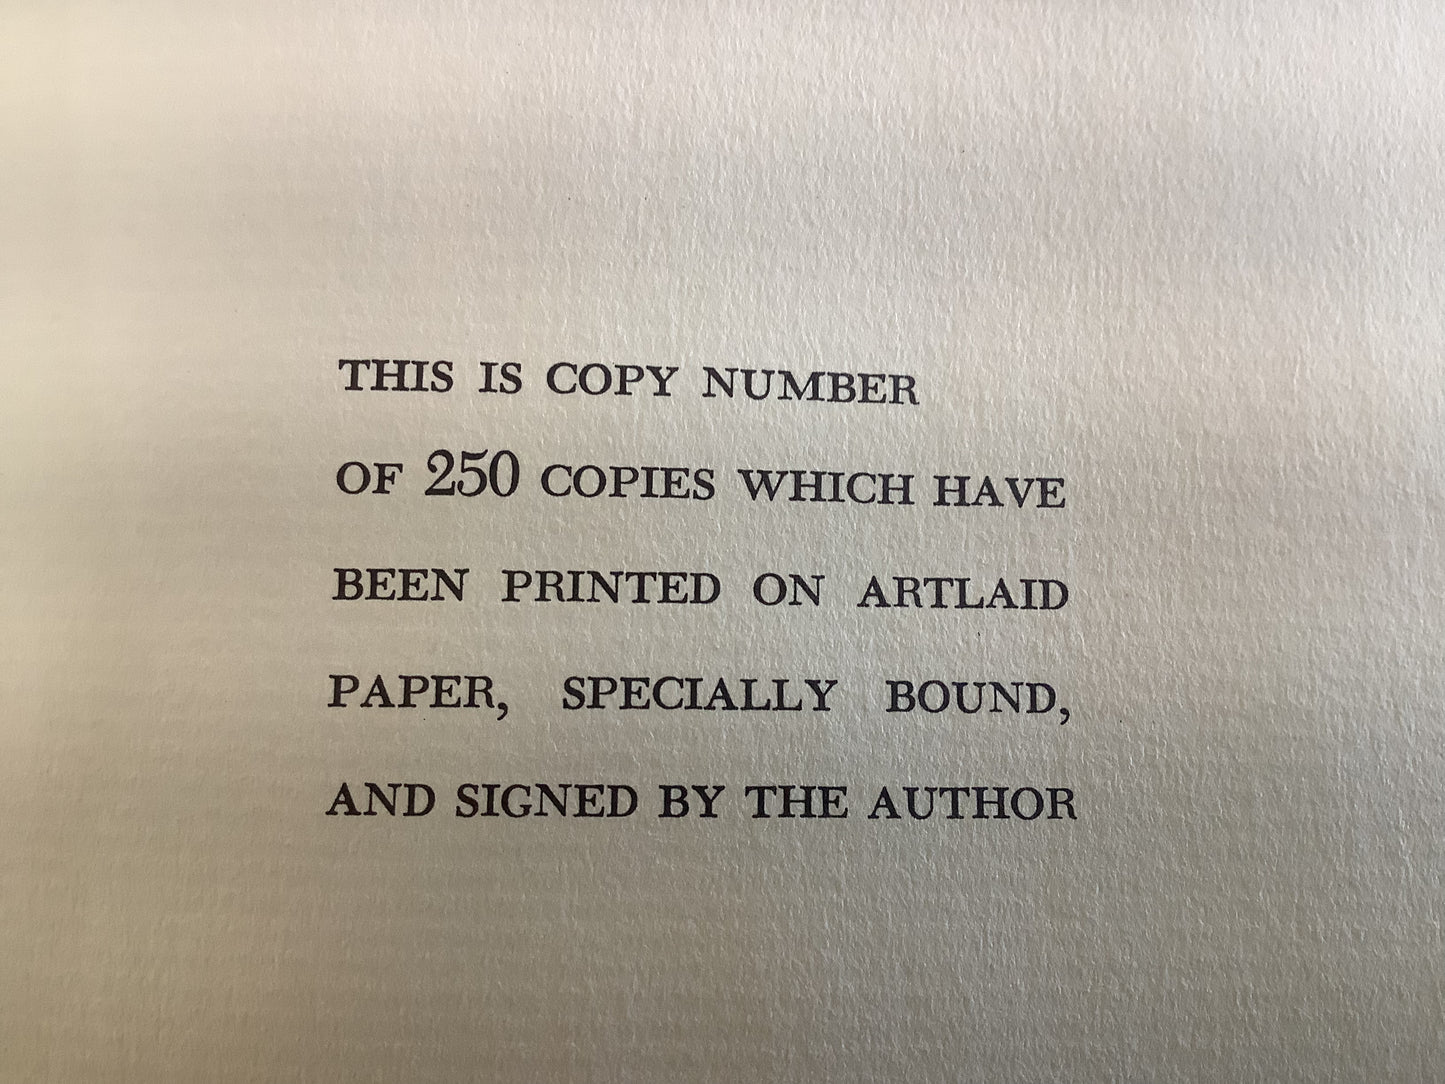 THIS IS COPY NUMBER
OF 250 COPIES WHICH HAVE
BEEN PRINTED ON ARTLAID
PAPER, SPECIALLY BOUND,
AND SIGNED BY THE AUTHOR